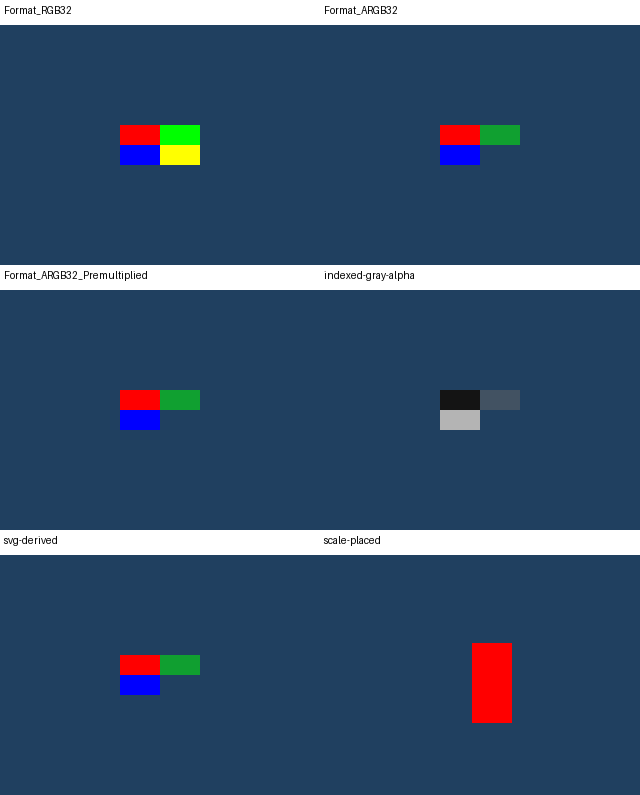 Format_RGB32
Format_ARGB32
Format_ARGB32_Premultiplied
indexed-gray-alpha
svg-derived
scale-placed